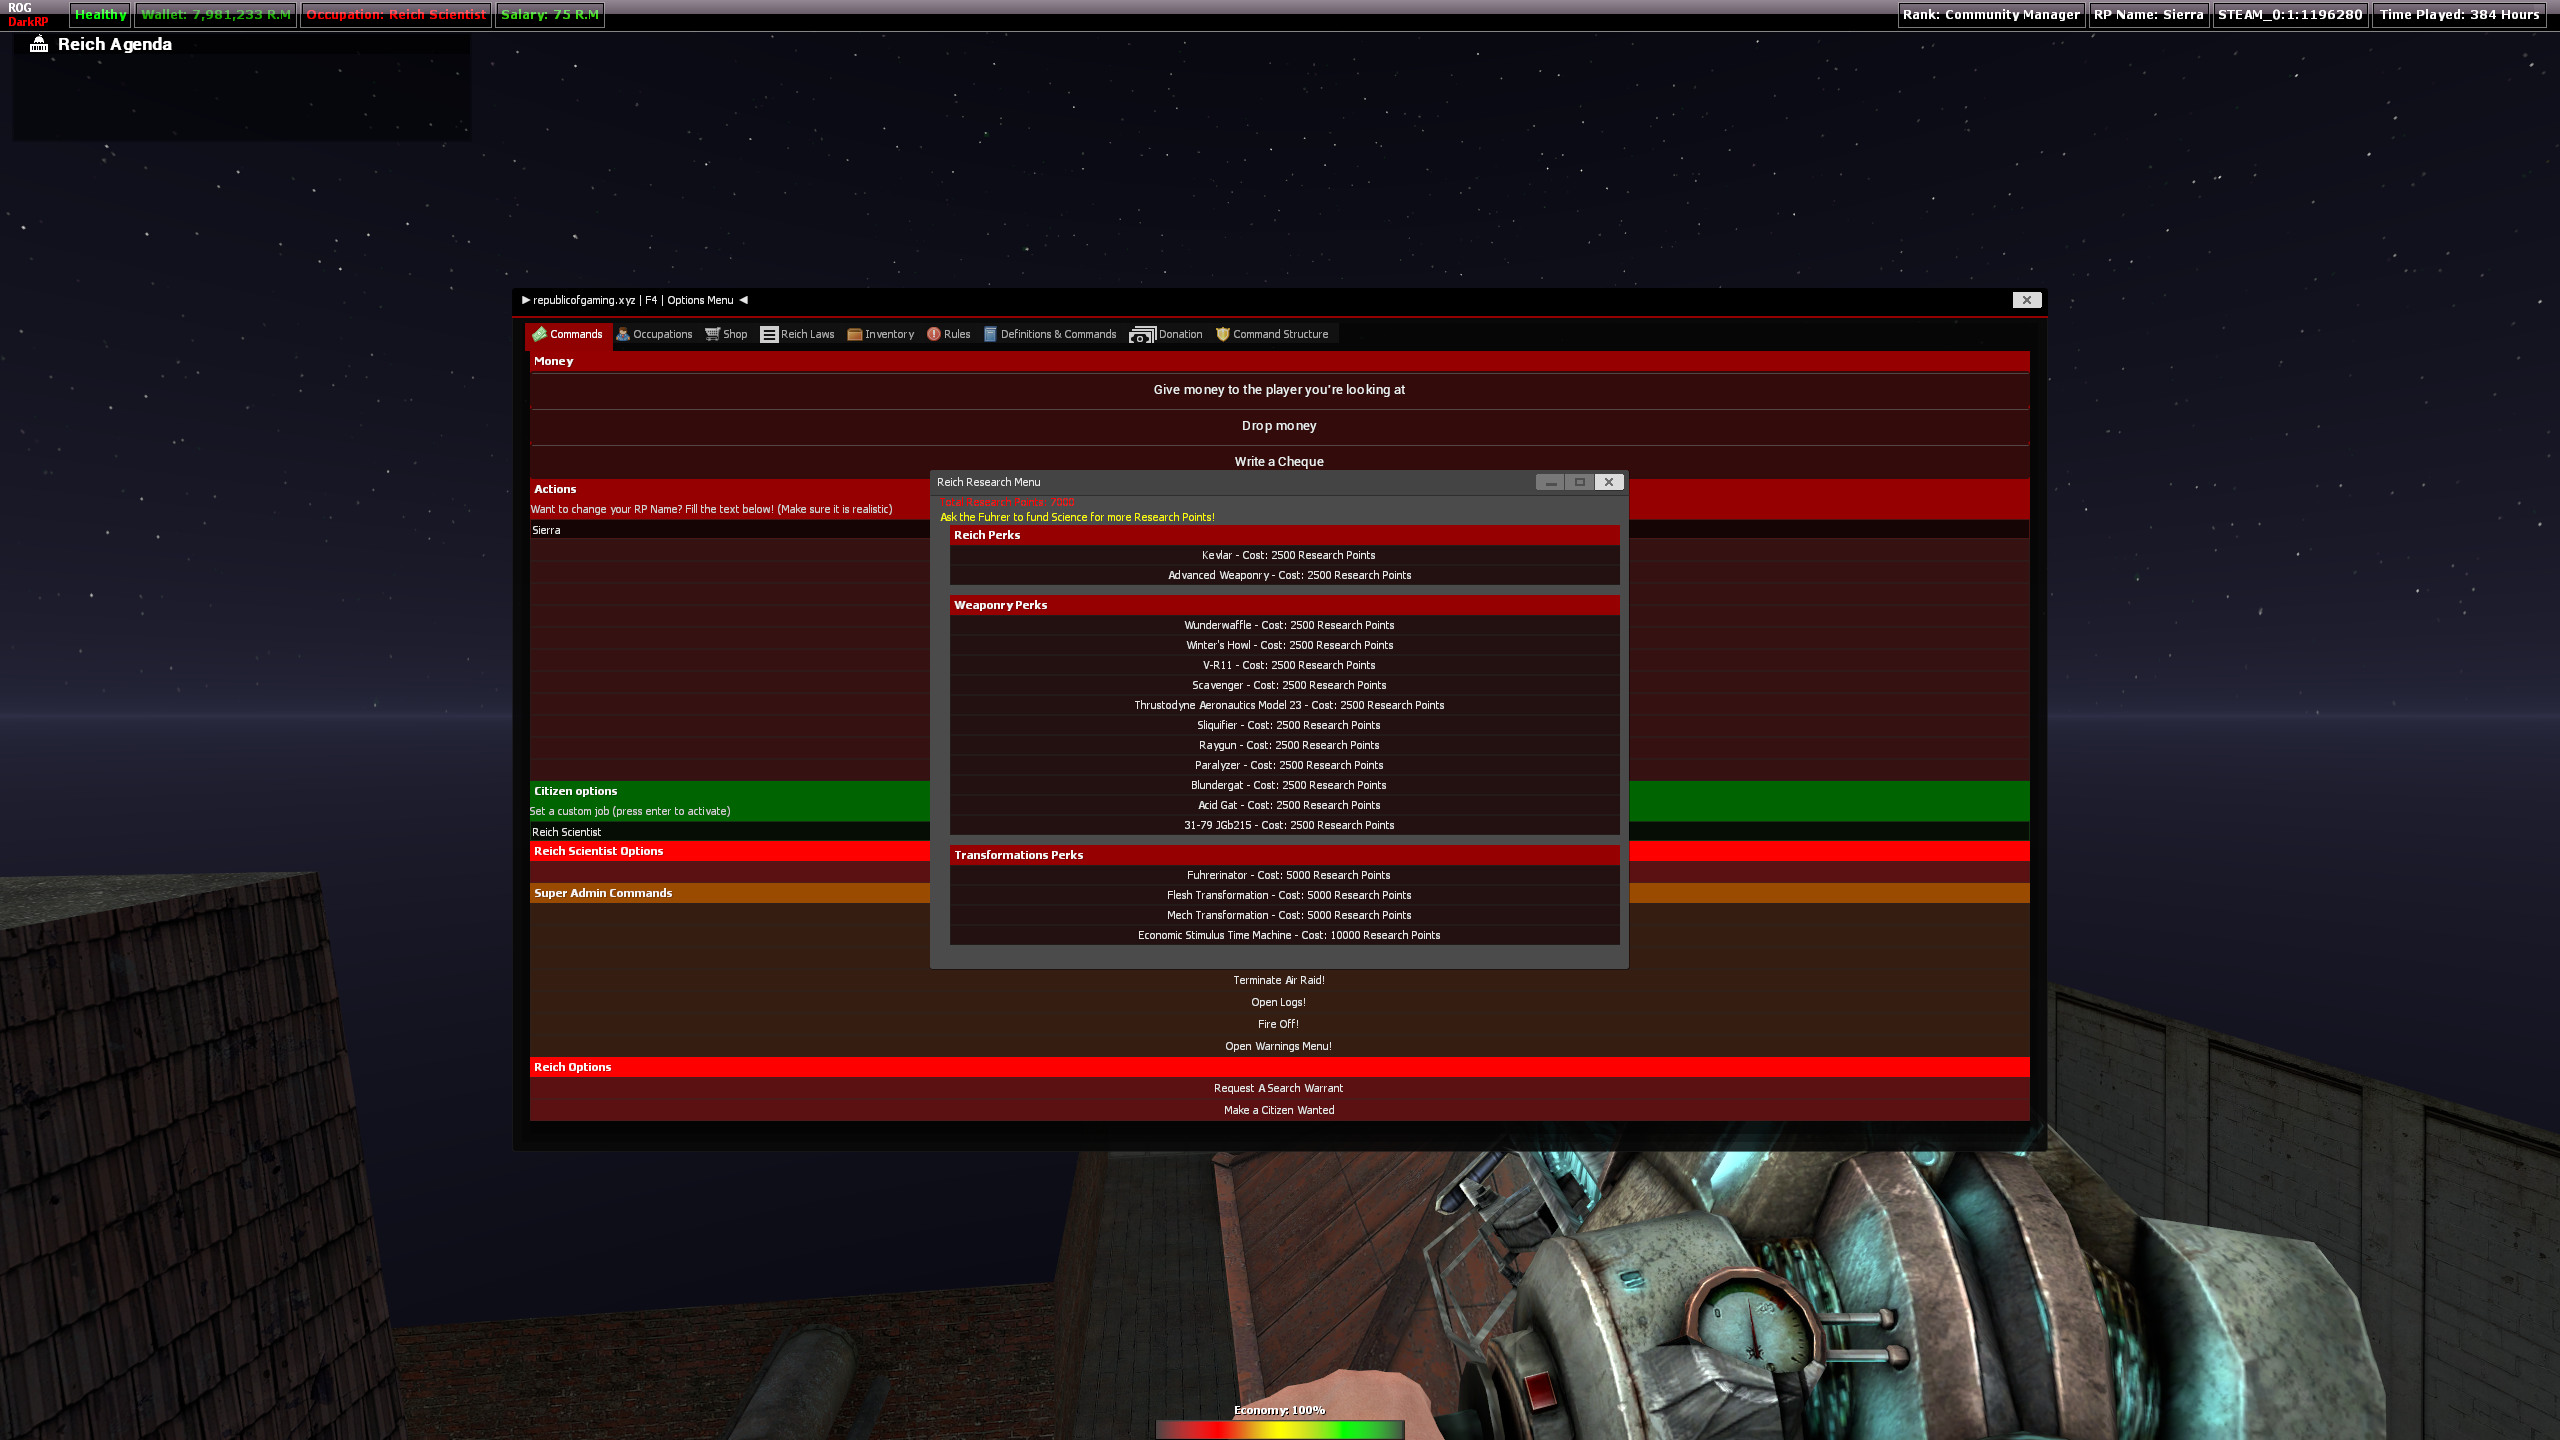 ROG
DarkRP
Healthy
Wallet: 7,981,233 R.M
Occupation: Reich Scientist
Salary: 75 R.M
Rank: Community Manager
RP Name: Sierra
STEAM_0:1:1196280
Time Played: 384 Hours
Reich Agenda
republicofgaming.xyz | F4 | Options Menu
Commands
Occupations
Shop
Reich Laws
Inventory
Rules
Definitions & Commands
Donation
Command Structure
Money
Give money to the player you're looking at
Drop money
Write a Cheque
Actions
Want to change your RP Name? Fill the text below! (Make sure it is realistic)
Sierra
Citizen options
Set a custom job (press enter to activate)
Reich Scientist
Reich Scientist Options
Super Admin Commands
Reich Research Menu
Ask the Fuhrer to fund Science for more Research Points!
Reich Perks
Kevlar - Cost: 2500 Research Points
Advanced Weaponry - Cost: 2500 Research Points
Weaponry Perks
Wunderwaffle - Cost: 2500 Research Points
Winter's Howl - Cost: 2500 Research Points
V-R11 - Cost: 2500 Research Points
Scavenger - Cost: 2500 Research Points
Thrustodyne Aeronautics Model 23 - Cost: 2500 Research Points
Sliquifier - Cost: 2500 Research Points
Raygun - Cost: 2500 Research Points
Paralyzer - Cost: 2500 Research Points
Blundergat - Cost: 2500 Research Points
Acid Gat - Cost: 2500 Research Points
31-79 JGb215 - Cost: 2500 Research Points
Transformations Perks
Fuhrerinator - Cost: 5000 Research Points
Flesh Transformation - Cost: 5000 Research Points
Mech Transformation - Cost: 5000 Research Points
Economic Stimulus Time Machine - Cost: 10000 Research Points
Terminate Air Raid!
Open Logs!
Fire Off!
Open Warnings Menu!
Reich Options
Request A Search Warrant
Make a Citizen Wanted
Economy: 100%